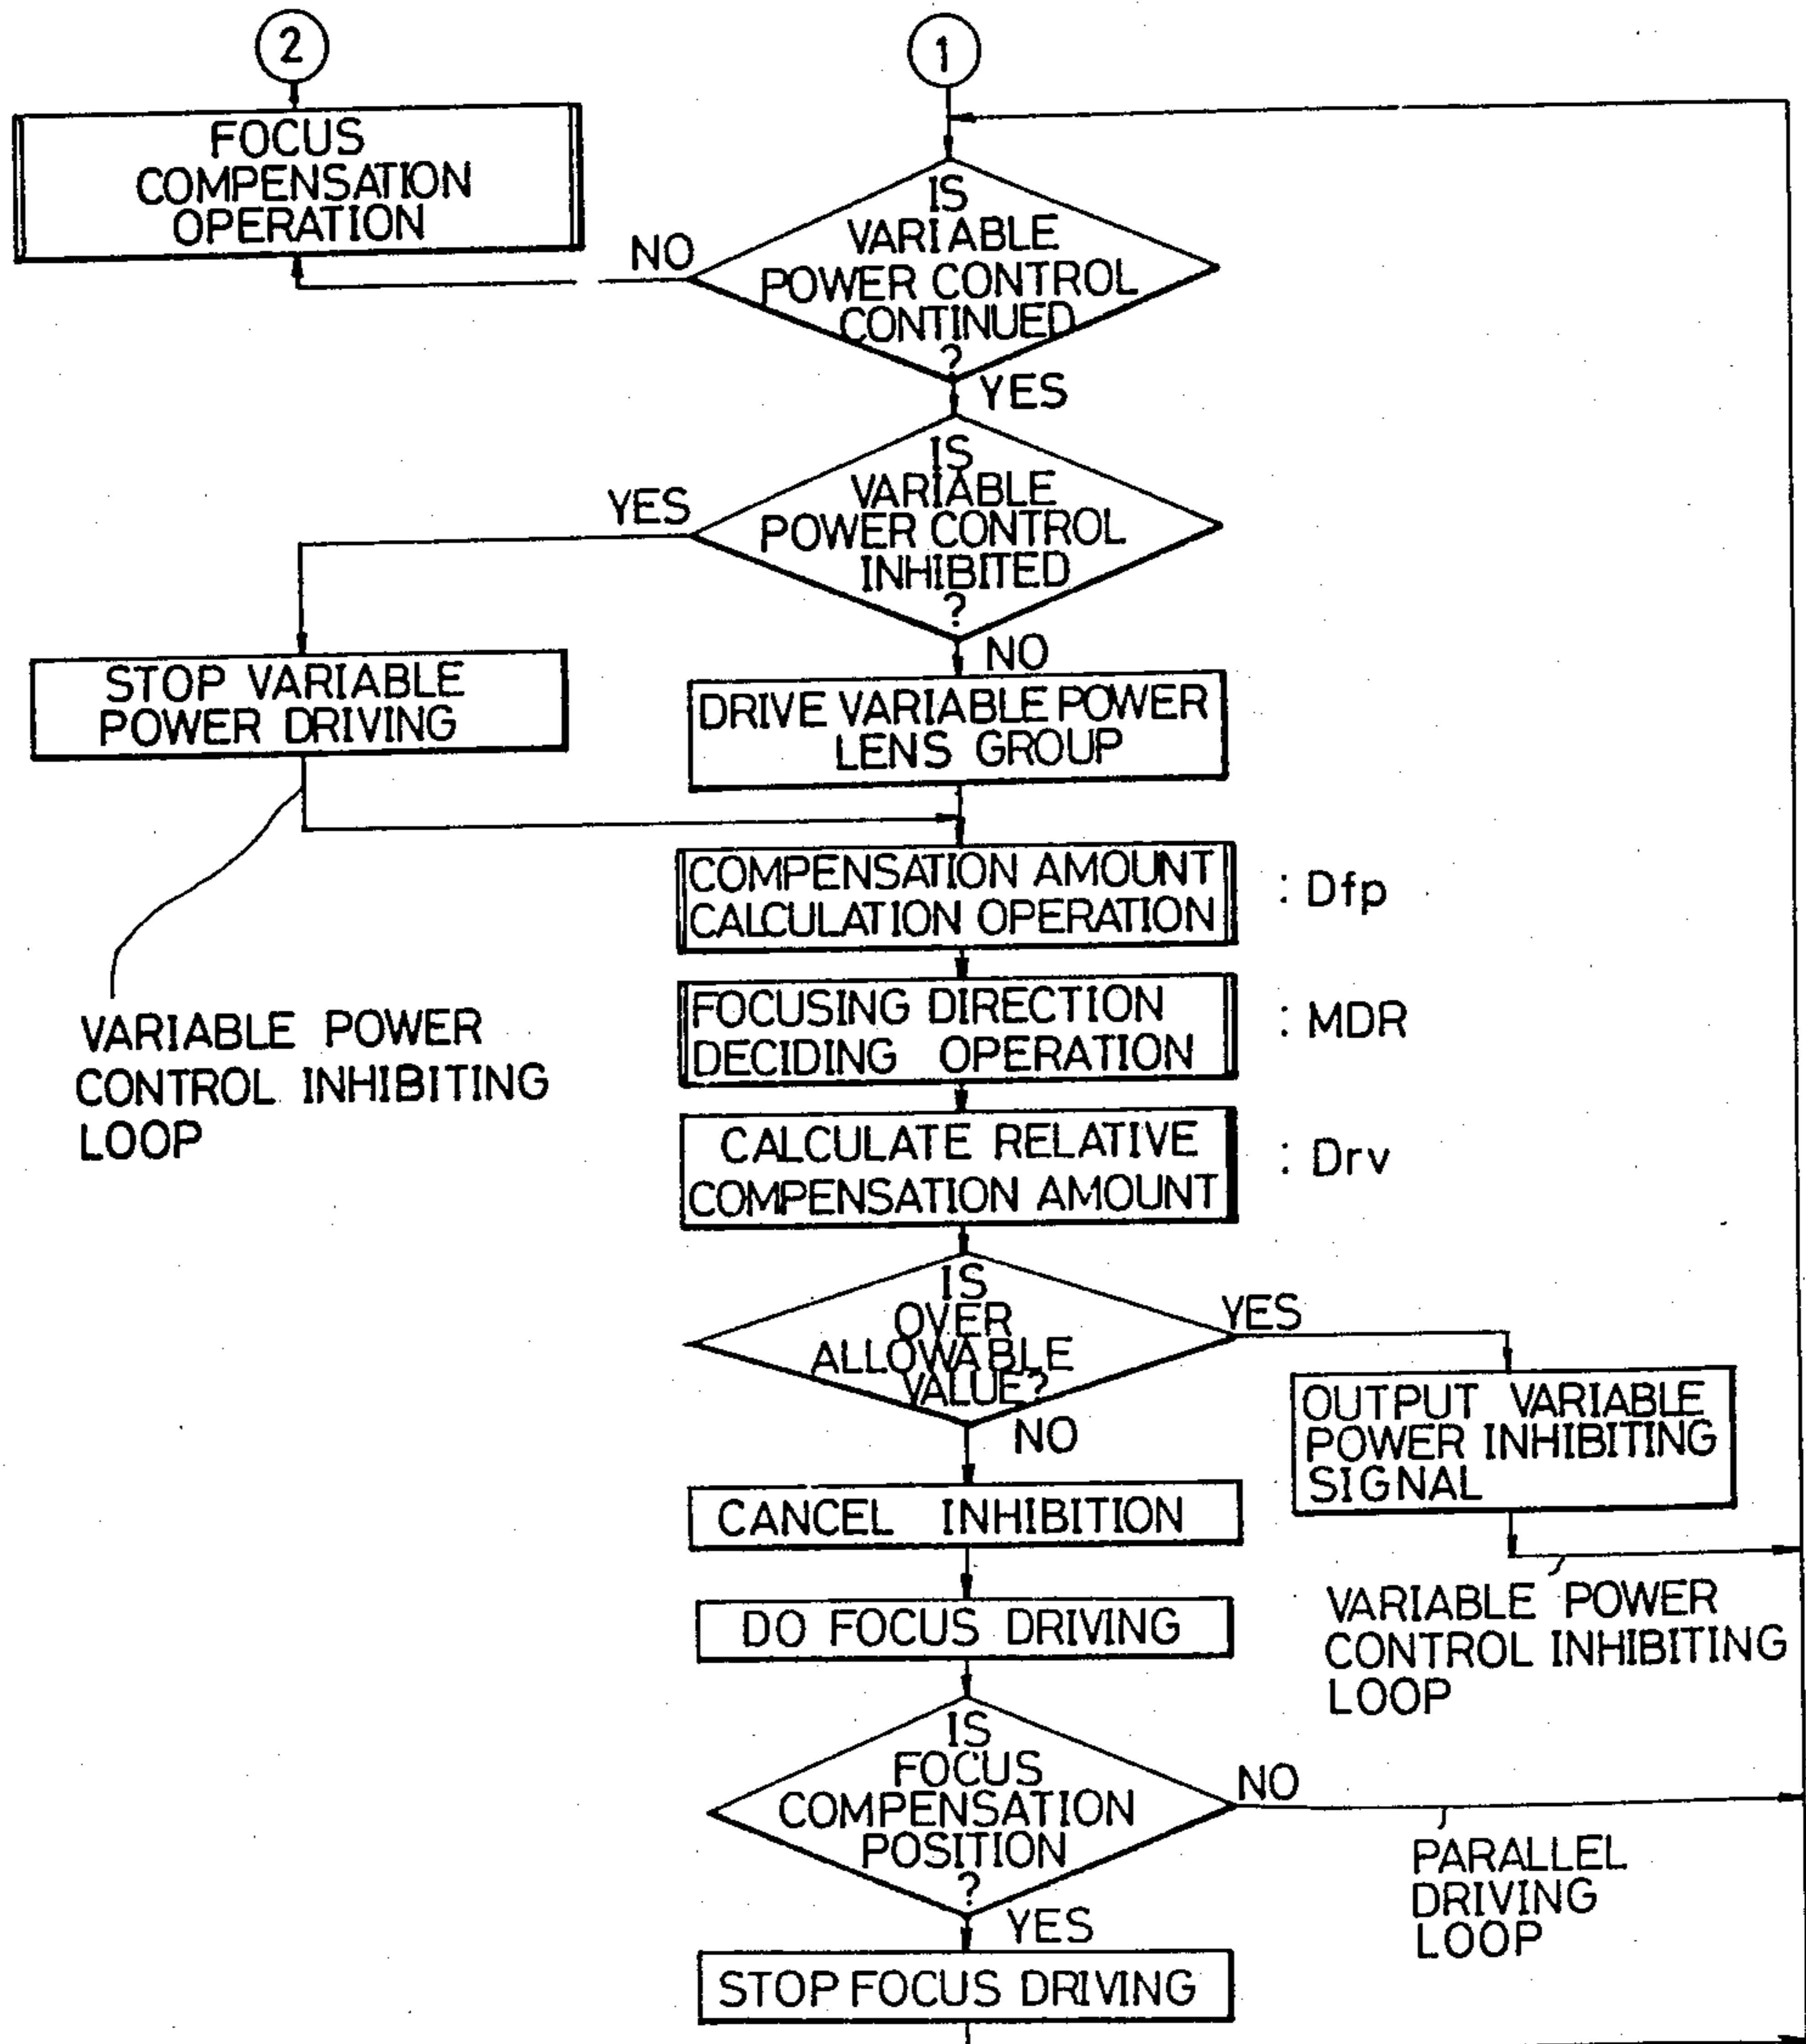 2
1
FOCUS
COMPENSATION
OPERATION
IS
VARIABLE
POWER CONTROL
CONTINUED
?
NO
YES
IS
VARIABLE
POWER CONTROL
INHIBITED
?
YES
NO
STOP VARIABLE
POWER DRIVING
DRIVE VARIABLE POWER
LENS GROUP
COMPENSATION AMOUNT
CALCULATION OPERATION
: Dfp
FOCUSING DIRECTION
DECIDING OPERATION
: MDR
VARIABLE POWER
CONTROL INHIBITING
LOOP
CALCULATE RELATIVE
COMPENSATION AMOUNT
: Drv
IS
OVER
ALLOWABLE
VALUE?
YES
NO
OUTPUT VARIABLE
POWER INHIBITING
SIGNAL
CANCEL INHIBITION
VARIABLE POWER
CONTROL INHIBITING
LOOP
DO FOCUS DRIVING
IS
FOCUS
COMPENSATION
POSITION
?
NO
YES
PARALLEL
DRIVING
LOOP
STOP FOCUS DRIVING